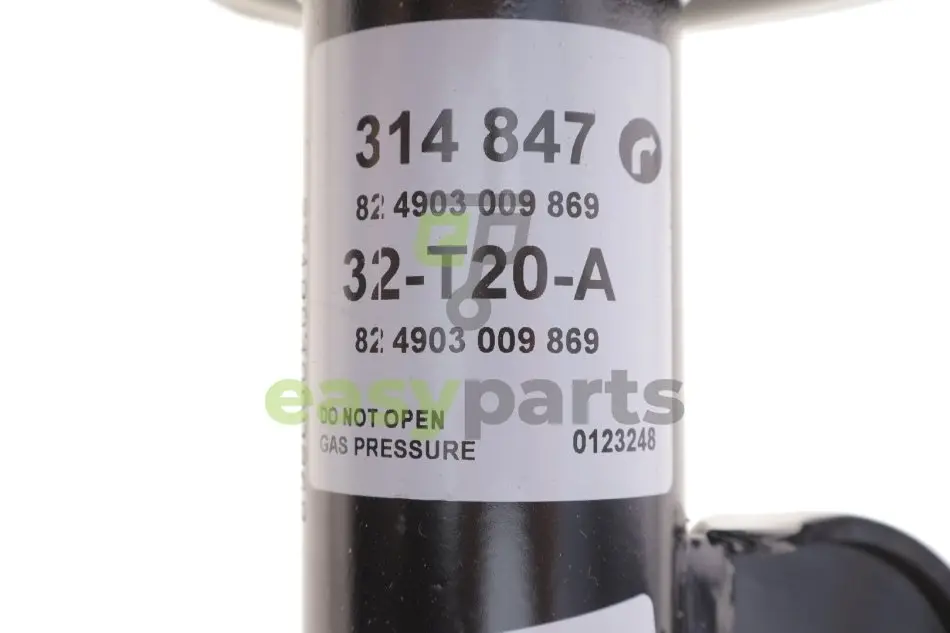 314 847
82 4903 009 869
32-T20-A
82 4903 009 869
easyparts
DO NOT OPEN
GAS PRESSURE
0123248